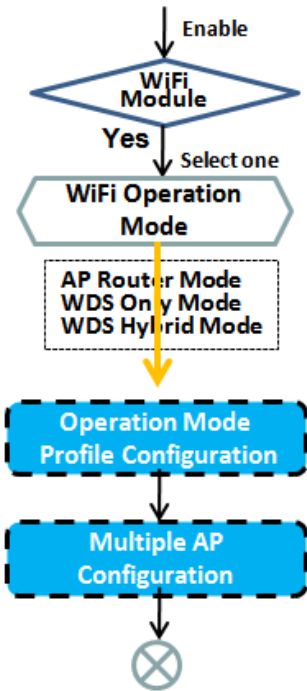 Enable
WiFi
Module
Yes
Select one
WiFi Operation
Mode
AP Router Mode
WDS Only Mode
WDS Hybrid Mode
Operation Mode
Profile Configuration
Multiple AP
Configuration